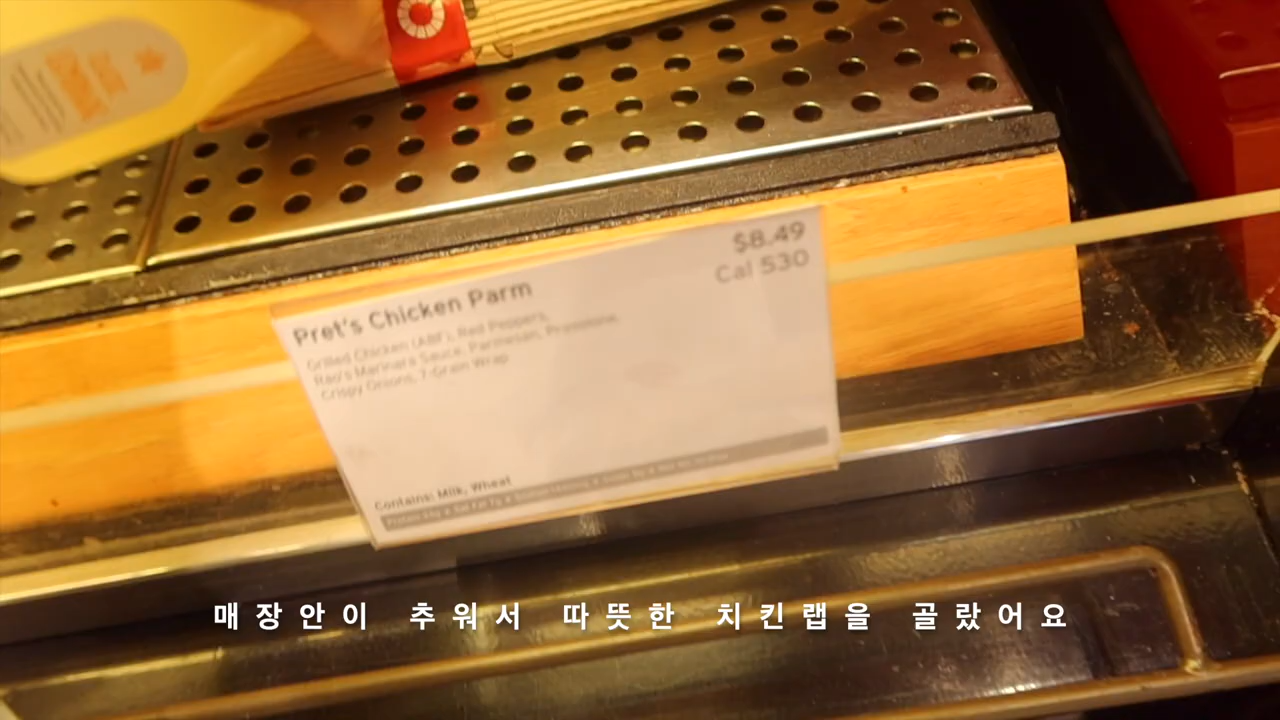 $8.49
Cal 530
Pret's Chicken Parm
Grilled Chicken (ABF), Red Peppers,
Rao's Marinara Sauce, Parmesan, Provolone,
Crispy Onions, 7-Grain Wrap
Contains: Milk, Wheat
매장안이 추워서 따뜻한 치킨랩을 골랐어요